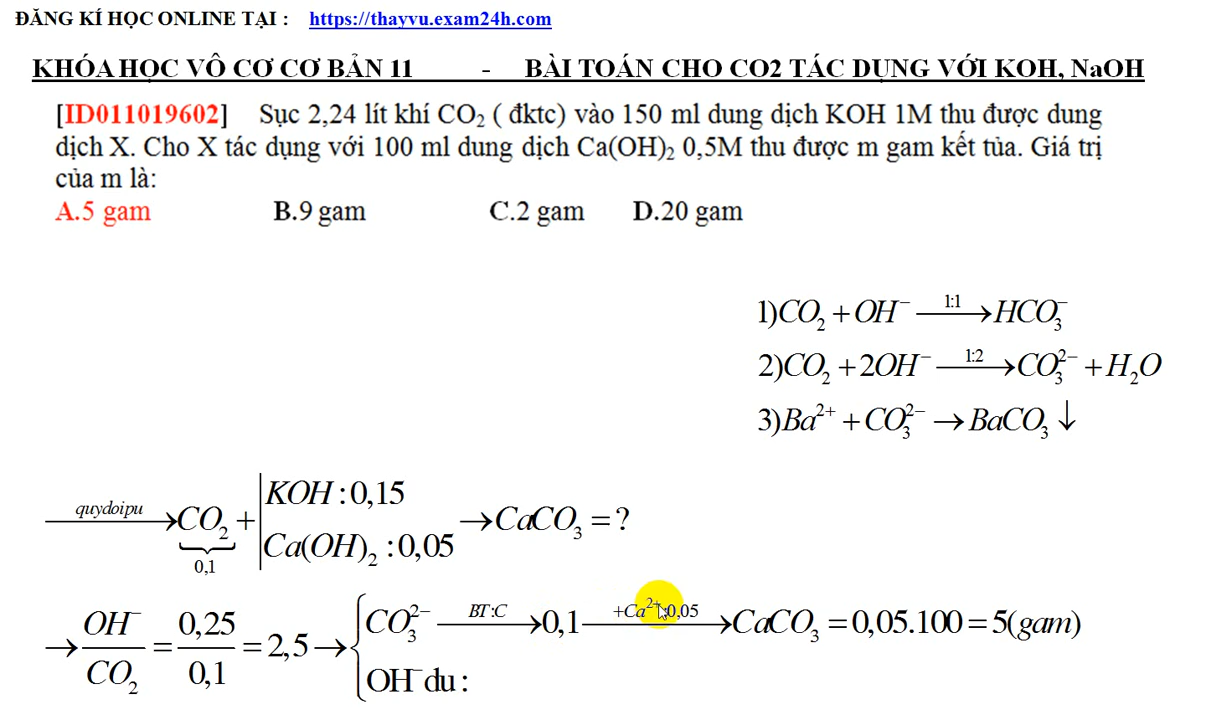 ĐĂNG KÍ HỌC ONLINE TẠI : https://thayvu.exam24h.com
KHÓA HỌC VÔ CƠ CƠ BẢN 11 - BÀI TOÁN CHO CO2 TÁC DỤNG VỚI KOH, NaOH
[ID011019602] Sục 2,24 lít khí CO₂ ( đktc) vào 150 ml dung dịch KOH 1M thu được dung
dịch X. Cho X tác dụng với 100 ml dung dịch Ca(OH)₂ 0,5M thu được m gam kết tủa. Giá trị
của m là:
A.5 gam B.9 gam C.2 gam D.20 gam
1)CO₂ + OH⁻ —1:1→ HCO₃⁻
2)CO₂ + 2OH⁻ —1:2→ CO₃²⁻ + H₂O
3)Ba²⁺ + CO₃²⁻ → BaCO₃ ↓
—quydoipu→ CO₂ + | KOH : 0,15 → CaCO₃ = ?
0,1 Ca(OH)₂ : 0,05
→ OH⁻/CO₂ = 0,25/0,1 = 2,5 → { CO₃²⁻ —BT:C→ 0,1 —+Ca²⁺:0,05→ CaCO₃ = 0,05.100 = 5(gam)
OH⁻ du :